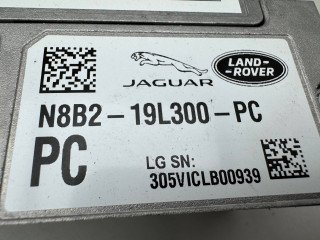 JAGUAR
LAND-
ROVER
N8B2-19L300-PC
PC
LG SN:
305VICLB00939